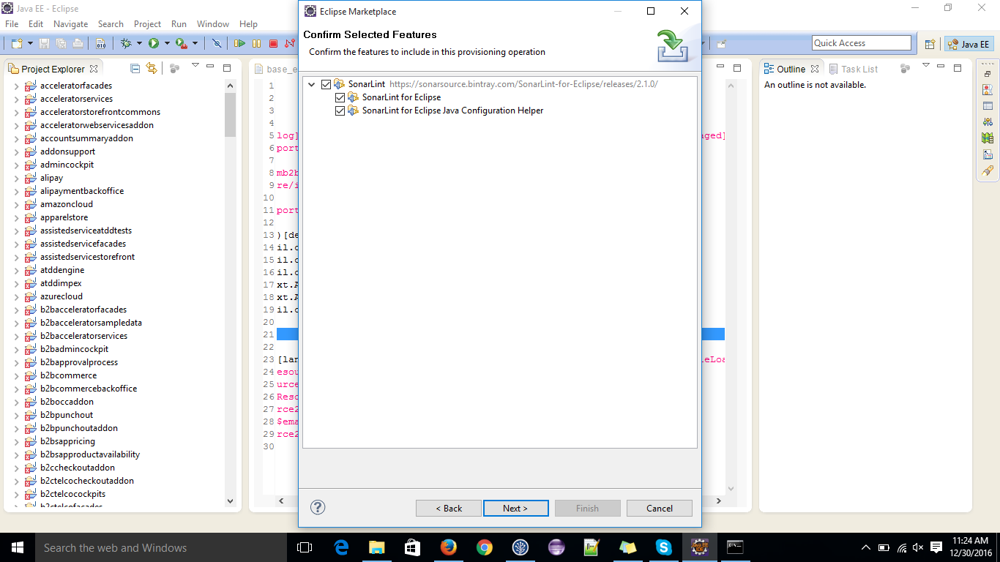 Java EE - Eclipse
File Edit Navigate Search Project Run Window Help
Quick Access
Java EE
Project Explorer
acceleratorfacades
acceleratorservices
acceleratorstorefrontcommons
acceleratorwebservicesaddon
accountsummaryaddon
addonsupport
admincockpit
alipay
alipaymentbackoffice
amazoncloud
apparelstore
assistedserviceatddtests
assistedservicefacades
assistedservicestorefront
atddengine
atddimpex
azurecloud
b2bacceleratorfacades
b2bacceleratorsampledata
b2bacceleratorservices
b2badmincockpit
b2bapprovalprocess
b2bcommerce
b2bcommercebackoffice
b2boccaddon
b2bpunchout
b2bpunchoutaddon
b2bsappricing
b2bsapproductavailability
b2ccheckoutaddon
b2ctelcocheckoutaddon
b2ctelcocockpits
b2ctelcofacades
base_e
1
2
3
4
5 log] aged]
6 port
7
8 mb2b
9 re/i
10
11 port
12
13 )[de
14 il.c
15 il.c
16 il.c
17 xt.A
18 xt.A
19 il.c
20
21
22
23 [lan leLoa
24 esou
25 urce
26 Reso
27 rce2
28 $ema
29 rce2
30
Eclipse Marketplace
Confirm Selected Features
Confirm the features to include in this provisioning operation
SonarLint https://sonarsource.bintray.com/SonarLint-for-Eclipse/releases/2.1.0/
SonarLint for Eclipse
SonarLint for Eclipse Java Configuration Helper
?
< Back Next > Finish Cancel
Outline Task List
An outline is not available.
Search the web and Windows
11:24 AM
12/30/2016